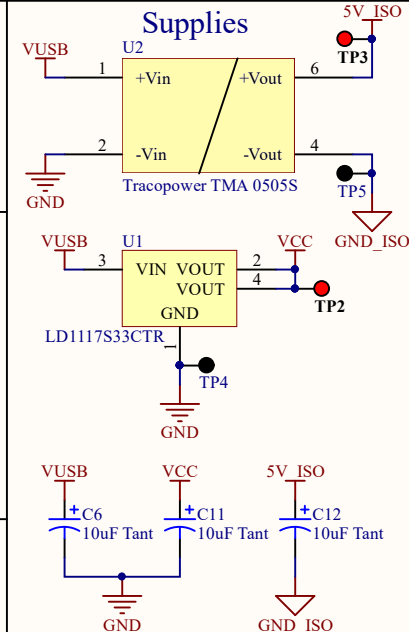 Supplies
5V_ISO
VUSB
U2
TP3
1
+Vin
+Vout
6
2
-Vin
-Vout
4
GND
Tracopower TMA 0505S
TP5
GND_ISO
VUSB
U1
VCC
3
VIN
VOUT
2
VOUT
4
TP2
GND
LD1117S33CTR
1
TP4
GND
VUSB
VCC
5V_ISO
+
C6
10uF Tant
+
C11
10uF Tant
+
C12
10uF Tant
GND
GND_ISO